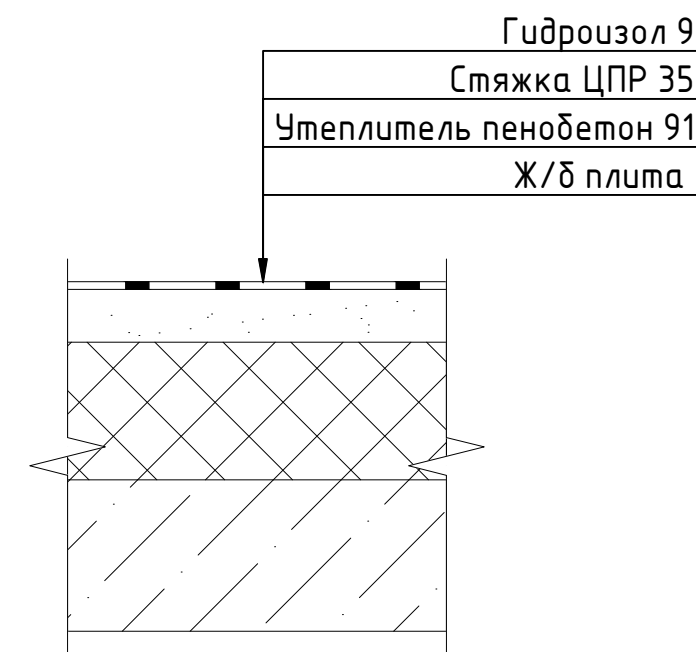 Гидроизол 9
Стяжка ЦПР 35
Утеплитель пенобетон 91
Ж/б плита